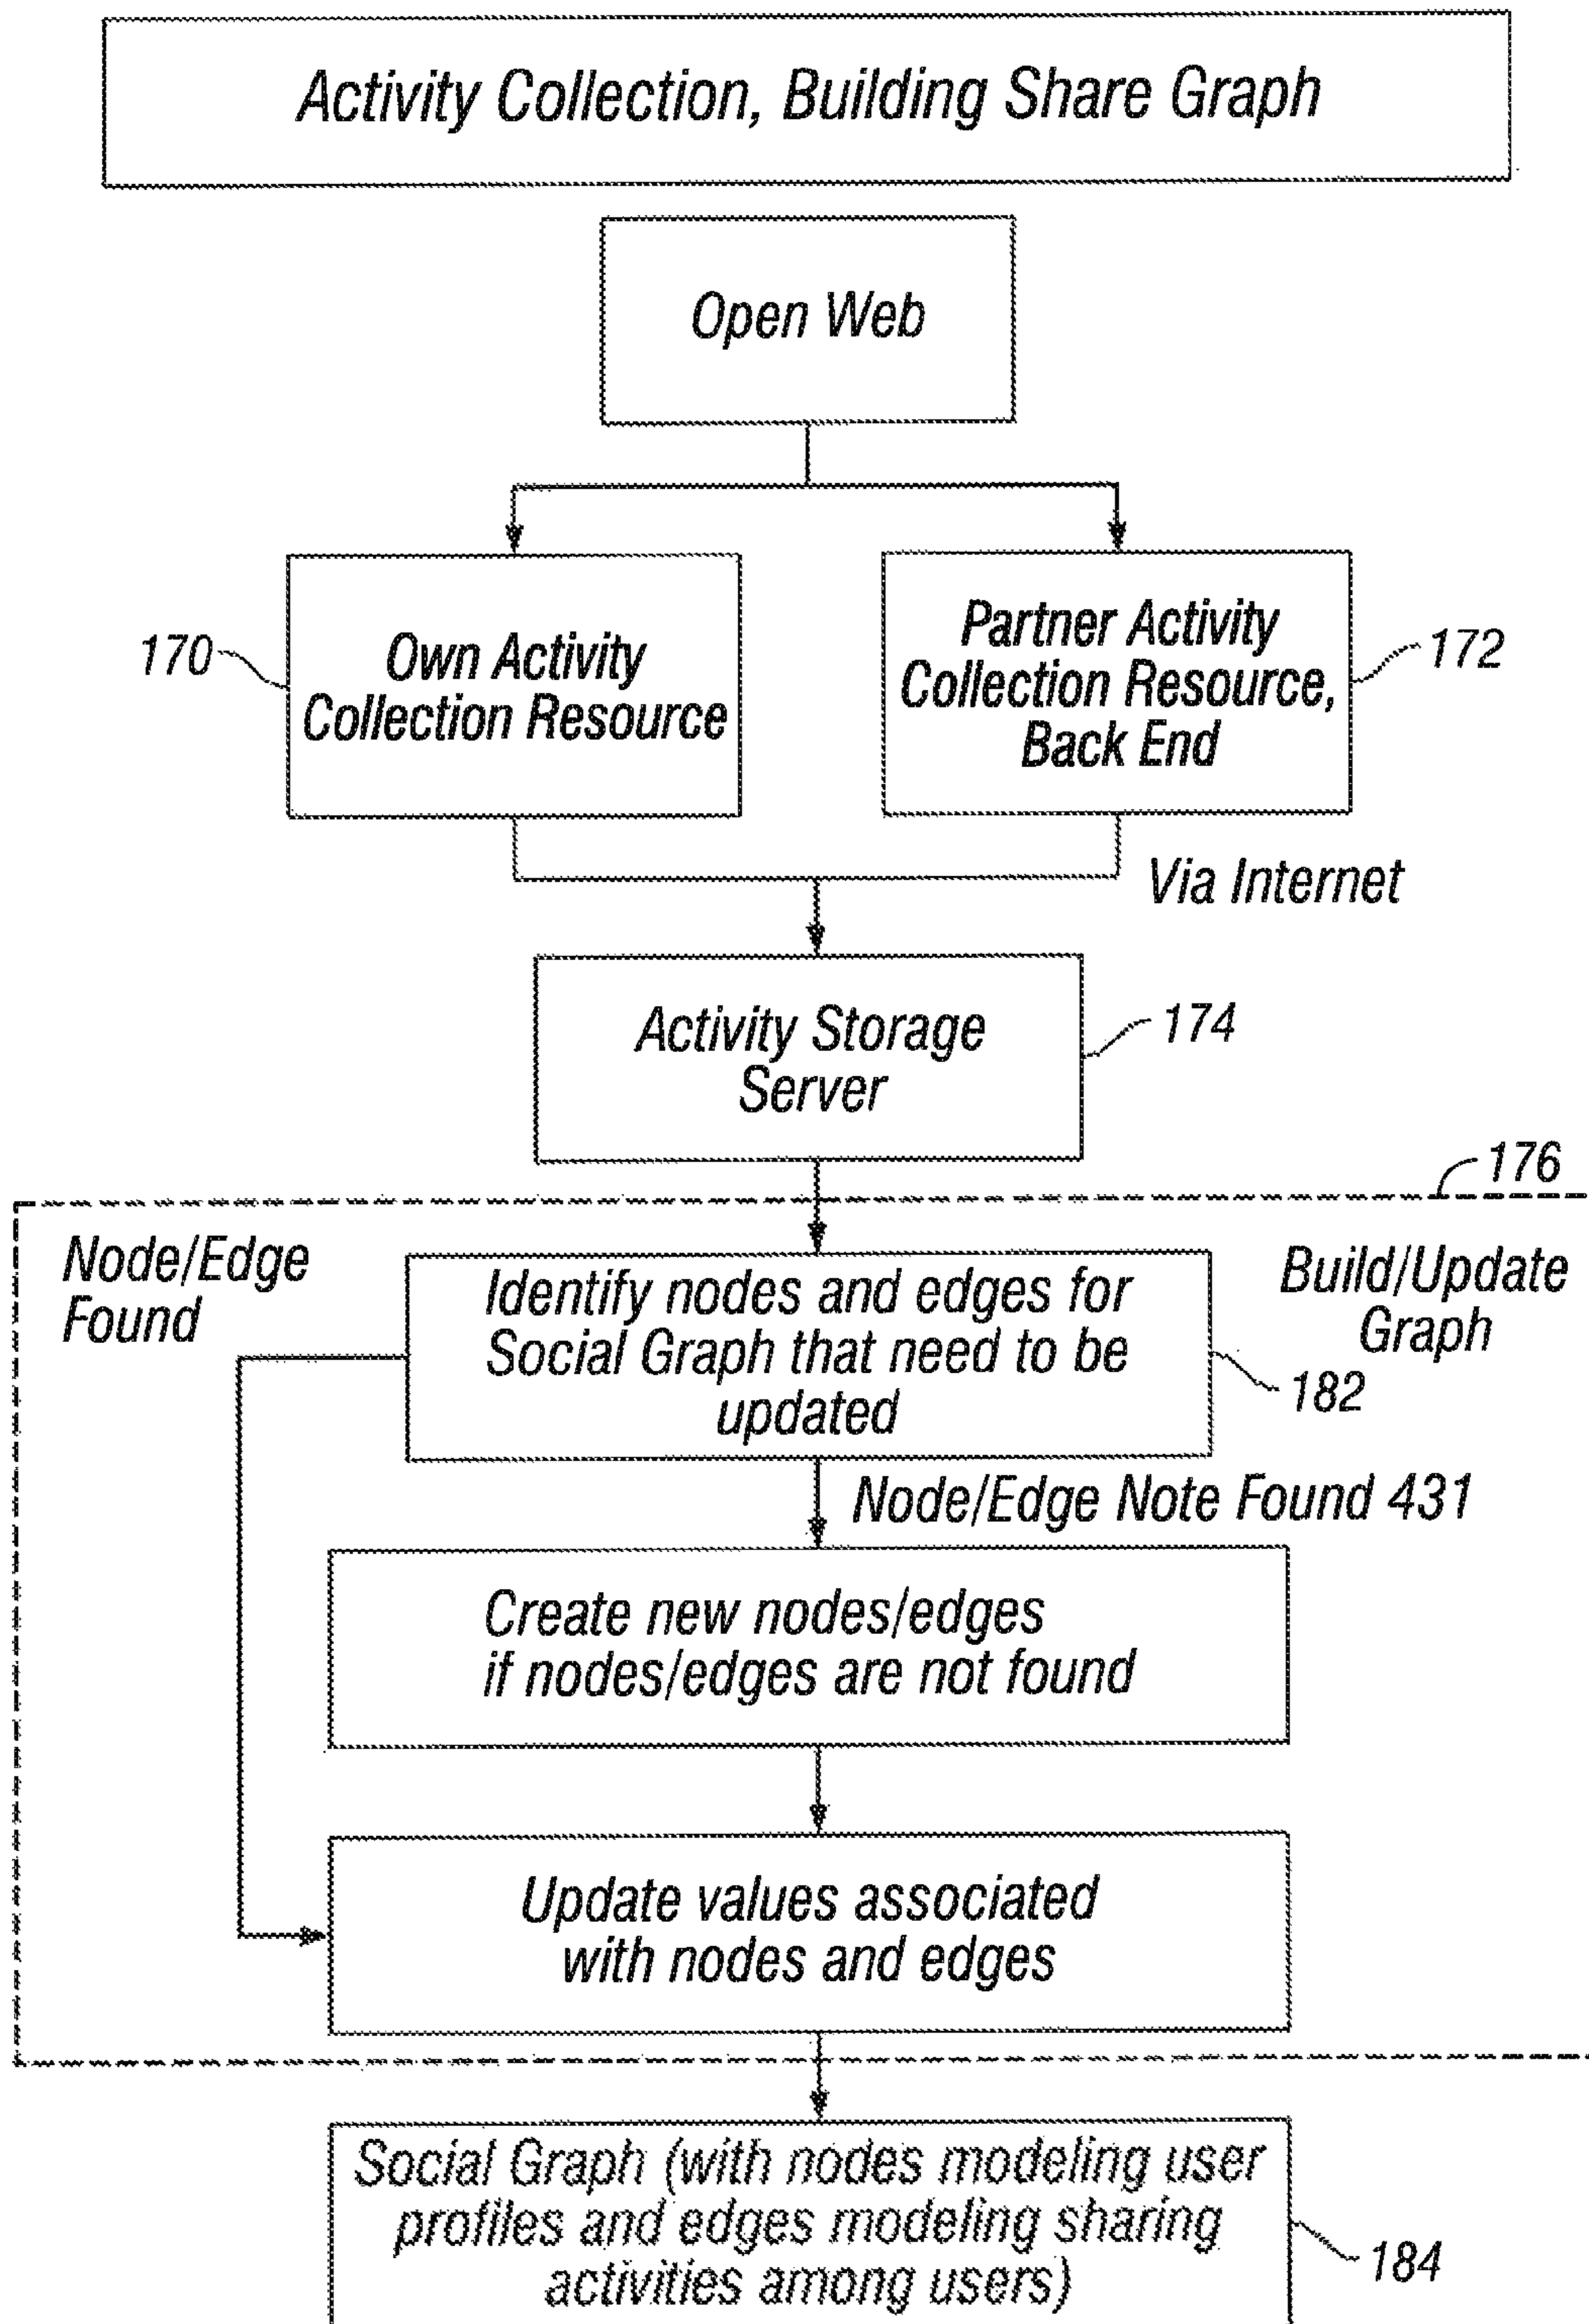 Activity Collection, Building Share Graph
Open Web
170
Own Activity
Collection Resource
Partner Activity
Collection Resource,
Back End
172
Via Internet
Activity Storage
Server
174
176
Node/Edge
Found
Identify nodes and edges for
Social Graph that need to be
updated
Build/Update
Graph
182
Node/Edge Note Found 431
Create new nodes/edges
if nodes/edges are not found
Update values associated
with nodes and edges
Social Graph (with nodes modeling user
profiles and edges modeling sharing
activities among users)
184